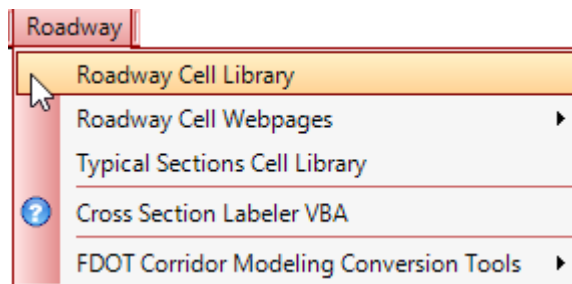 Roadway
Roadway Cell Library
Roadway Cell Webpages
Typical Sections Cell Library
Cross Section Labeler VBA
FDOT Corridor Modeling Conversion Tools